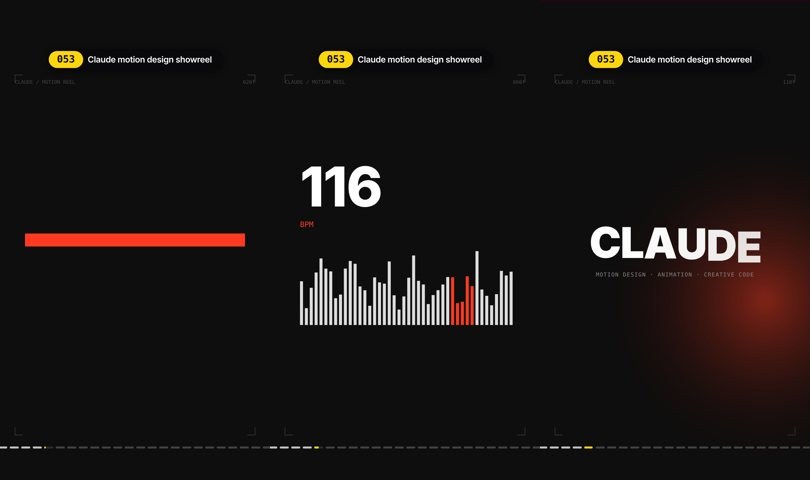 053 Claude motion design showreel
CLAUDE / MOTION REEL
053 Claude motion design showreel
CLAUDE / MOTION REEL
116
BPM
053 Claude motion design showreel
CLAUDE / MOTION REEL
CLAUDE
MOTION DESIGN · ANIMATION · CREATIVE CODE